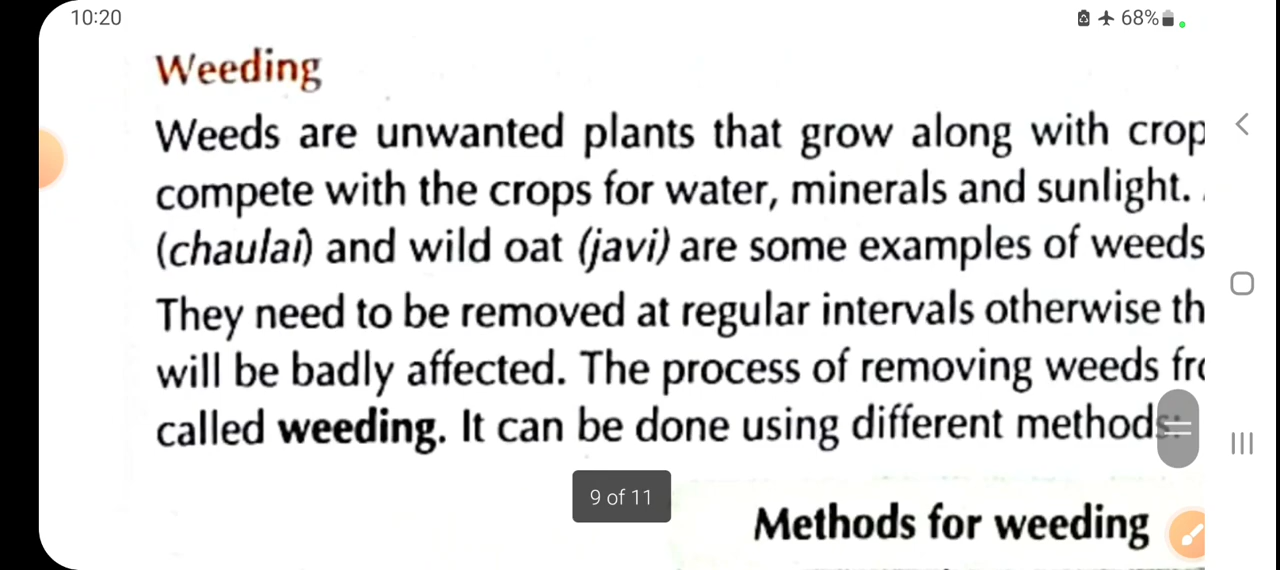 10:20
68%
Weeding
Weeds are unwanted plants that grow along with crop
compete with the crops for water, minerals and sunlight.
(chaulai) and wild oat (javi) are some examples of weeds
They need to be removed at regular intervals otherwise th
will be badly affected. The process of removing weeds fro
called weeding. It can be done using different methods:
9 of 11
Methods for weeding